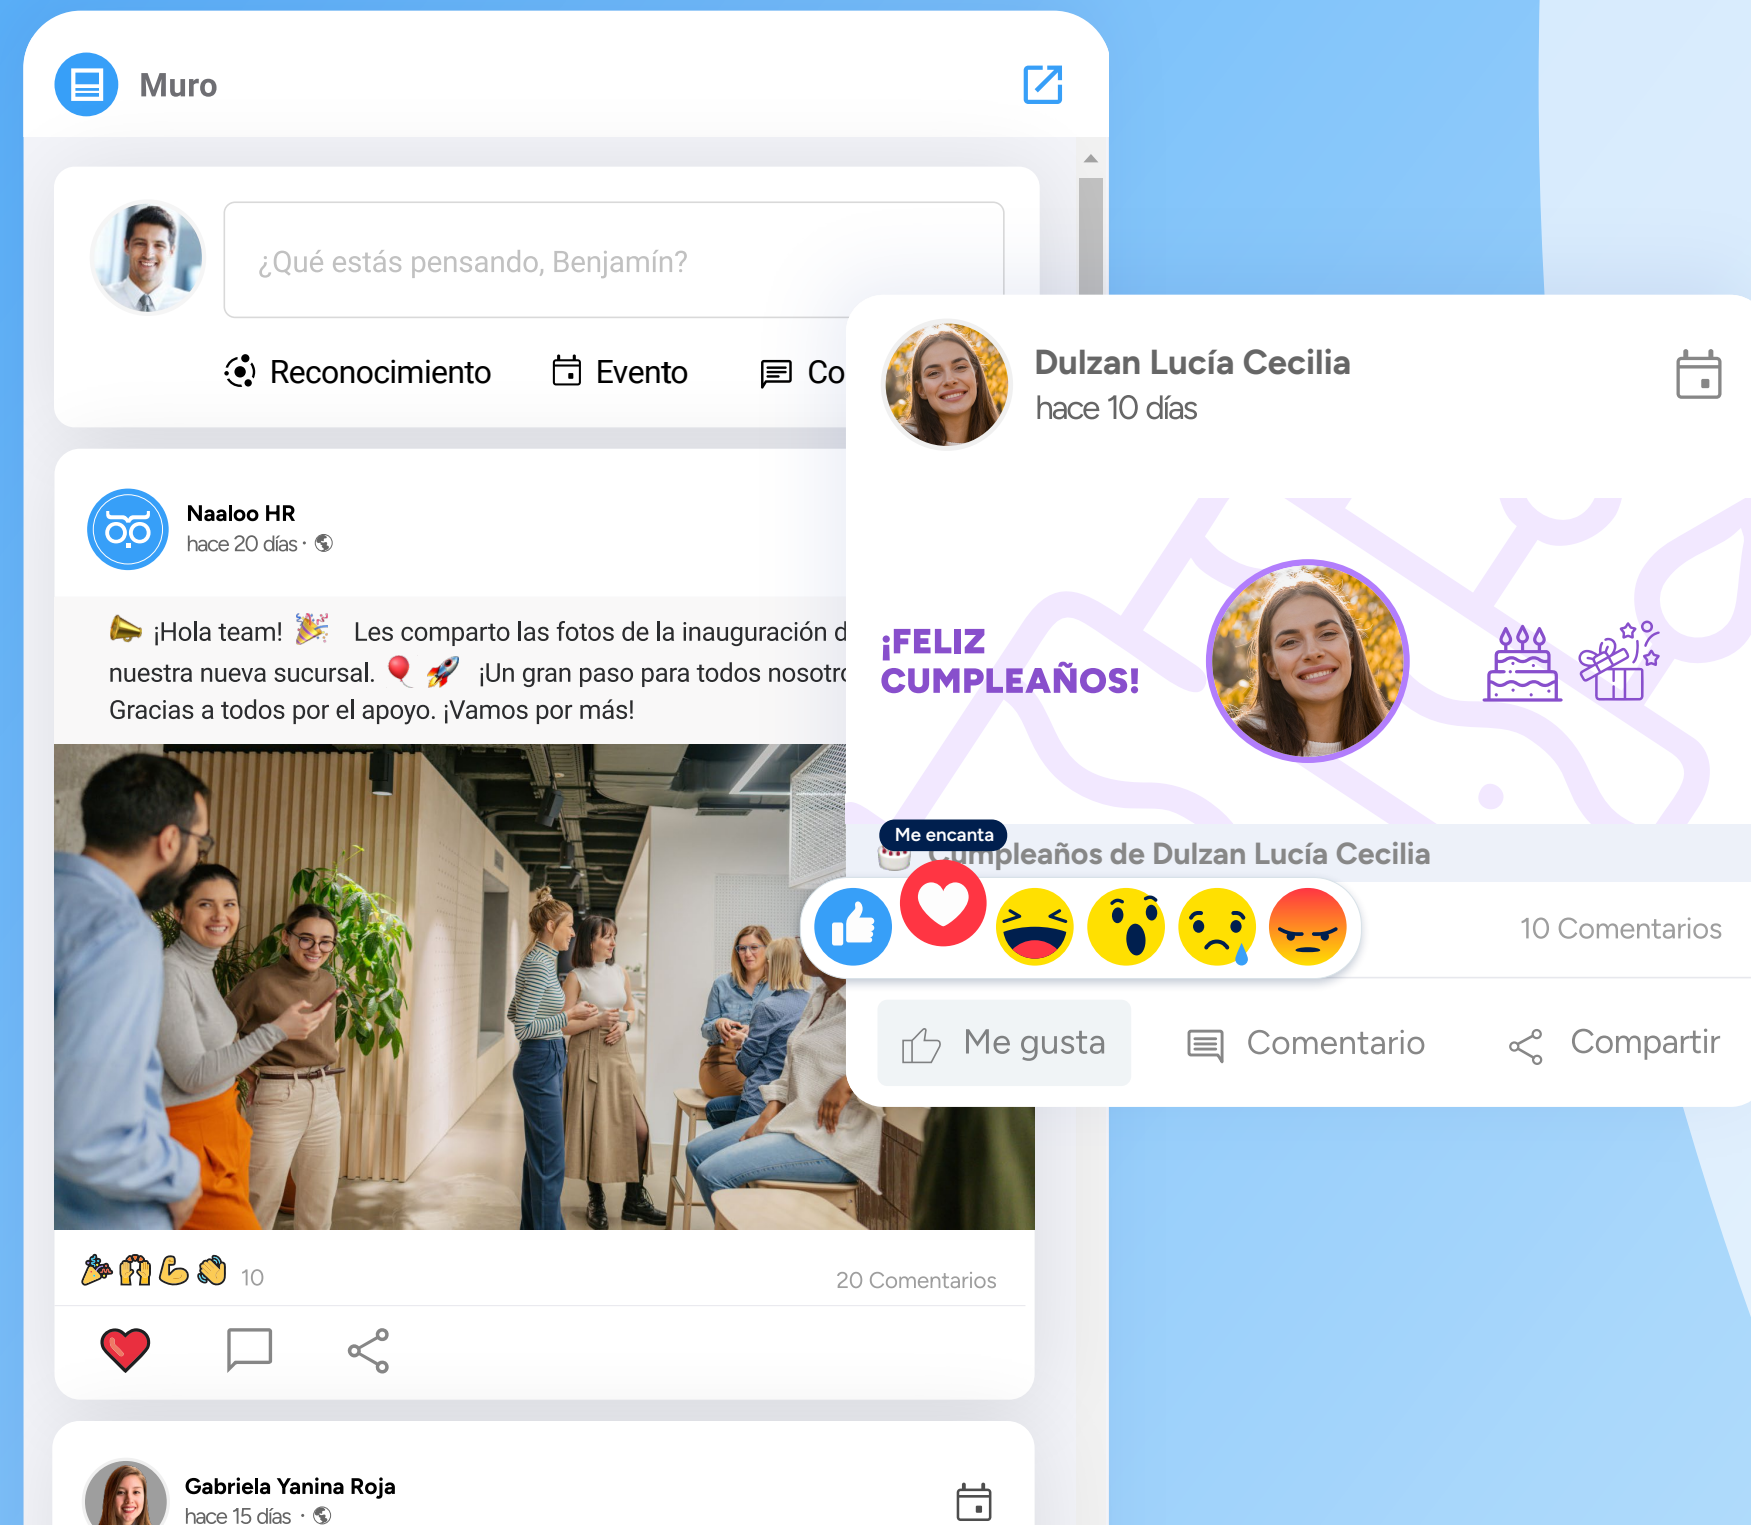 Muro
¿Qué estás pensando, Benjamín?
Reconocimiento
Evento
Naaloo HR
hace 20 días ·
¡Hola team! Les comparto las fotos de la inauguración
nuestra nueva sucursal. ¡Un gran paso para todos
Gracias a todos por el apoyo. ¡Vamos por más!
10
20 Comentarios
Gabriela Yanina Roja
hace 15 días ·
Dulzan Lucía Cecilia
hace 10 días
¡FELIZ
CUMPLEAÑOS!
Me encanta
Cumpleaños de Dulzan Lucía Cecilia
10 Comentarios
Me gusta
Comentario
Compartir